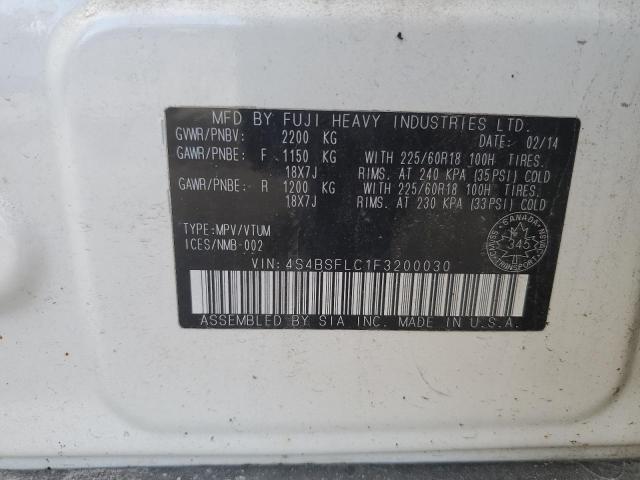 MFD BY FUJI HEAVY INDUSTRIES LTD.
GVWR/PNBV: 2200 KG DATE: 02/14
GAWR/PNBE: F 1150 KG WITH 225/60R18 100H TIRES.
18X7J RIMS. AT 240 KPA (35PSI) COLD
GAWR/PNBE: R 1200 KG WITH 225/60R18 100H TIRES.
18X7J RIMS. AT 230 KPA (33PSI) COLD
TYPE:MPV/VTUM
ICES/NMB-002
CANADA
345
VIN: 4S4BSFLC1F3200030
ASSEMBLED BY SIA INC. MADE IN U.S.A.